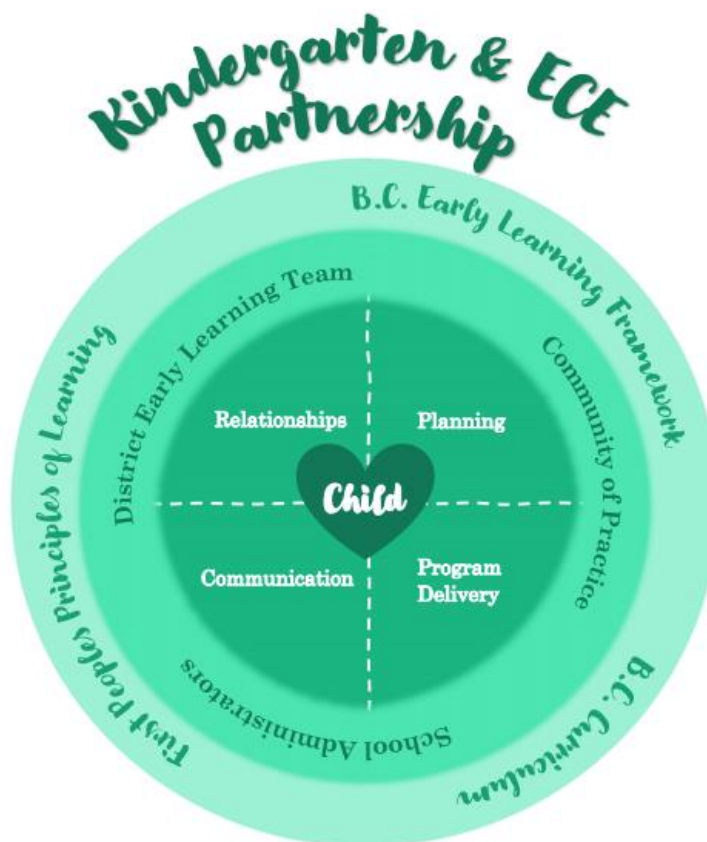 Kindergarten & ECE
Partnership
B.C. Early Learning Framework
First Peoples Principles of Learning
B.C. Curriculum
District Early Learning Team
Community of Practice
School Administrators
Relationships
Planning
Child
Communication
Program
Delivery